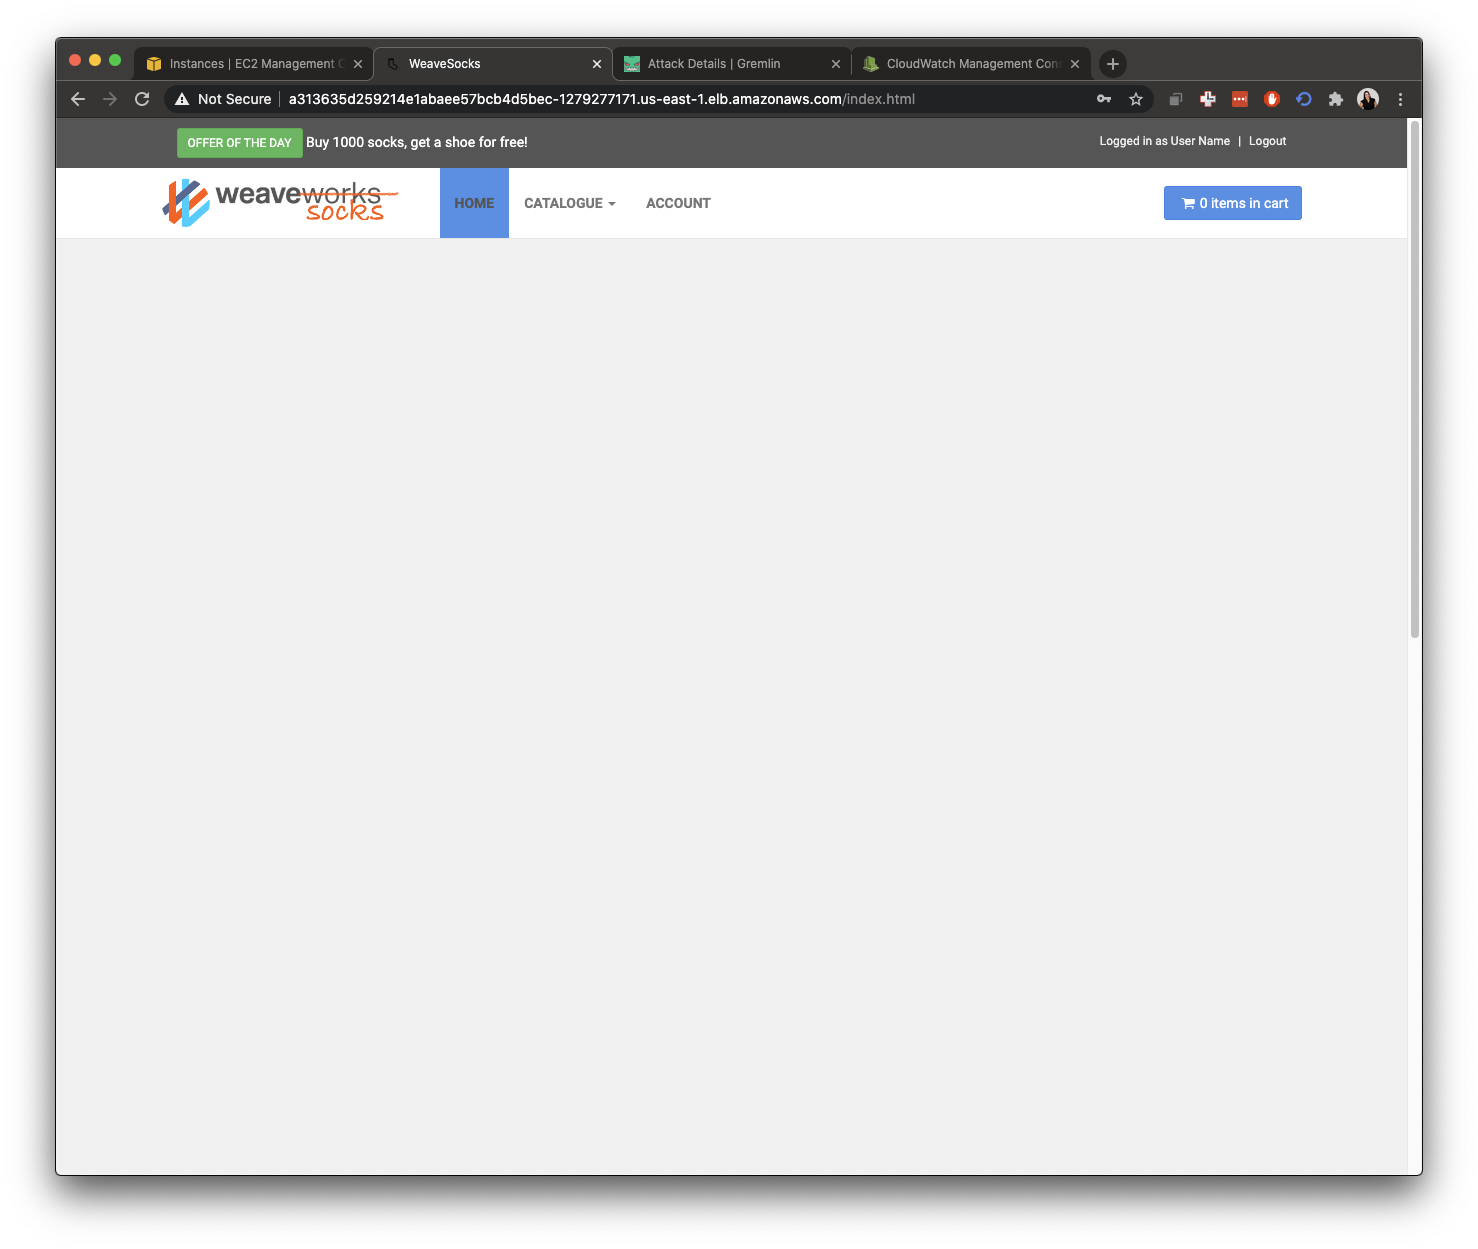 Instances | EC2 Management C
WeaveSocks
Attack Details | Gremlin
CloudWatch Management Cons
Not Secure
a313635d259214e1abaee57bcb4d5bec-1279277171.us-east-1.elb.amazonaws.com/index.html
OFFER OF THE DAY Buy 1000 socks, get a shoe for free!
Logged in as User Name | Logout
weaveworks
socks
HOME
CATALOGUE
ACCOUNT
0 items in cart